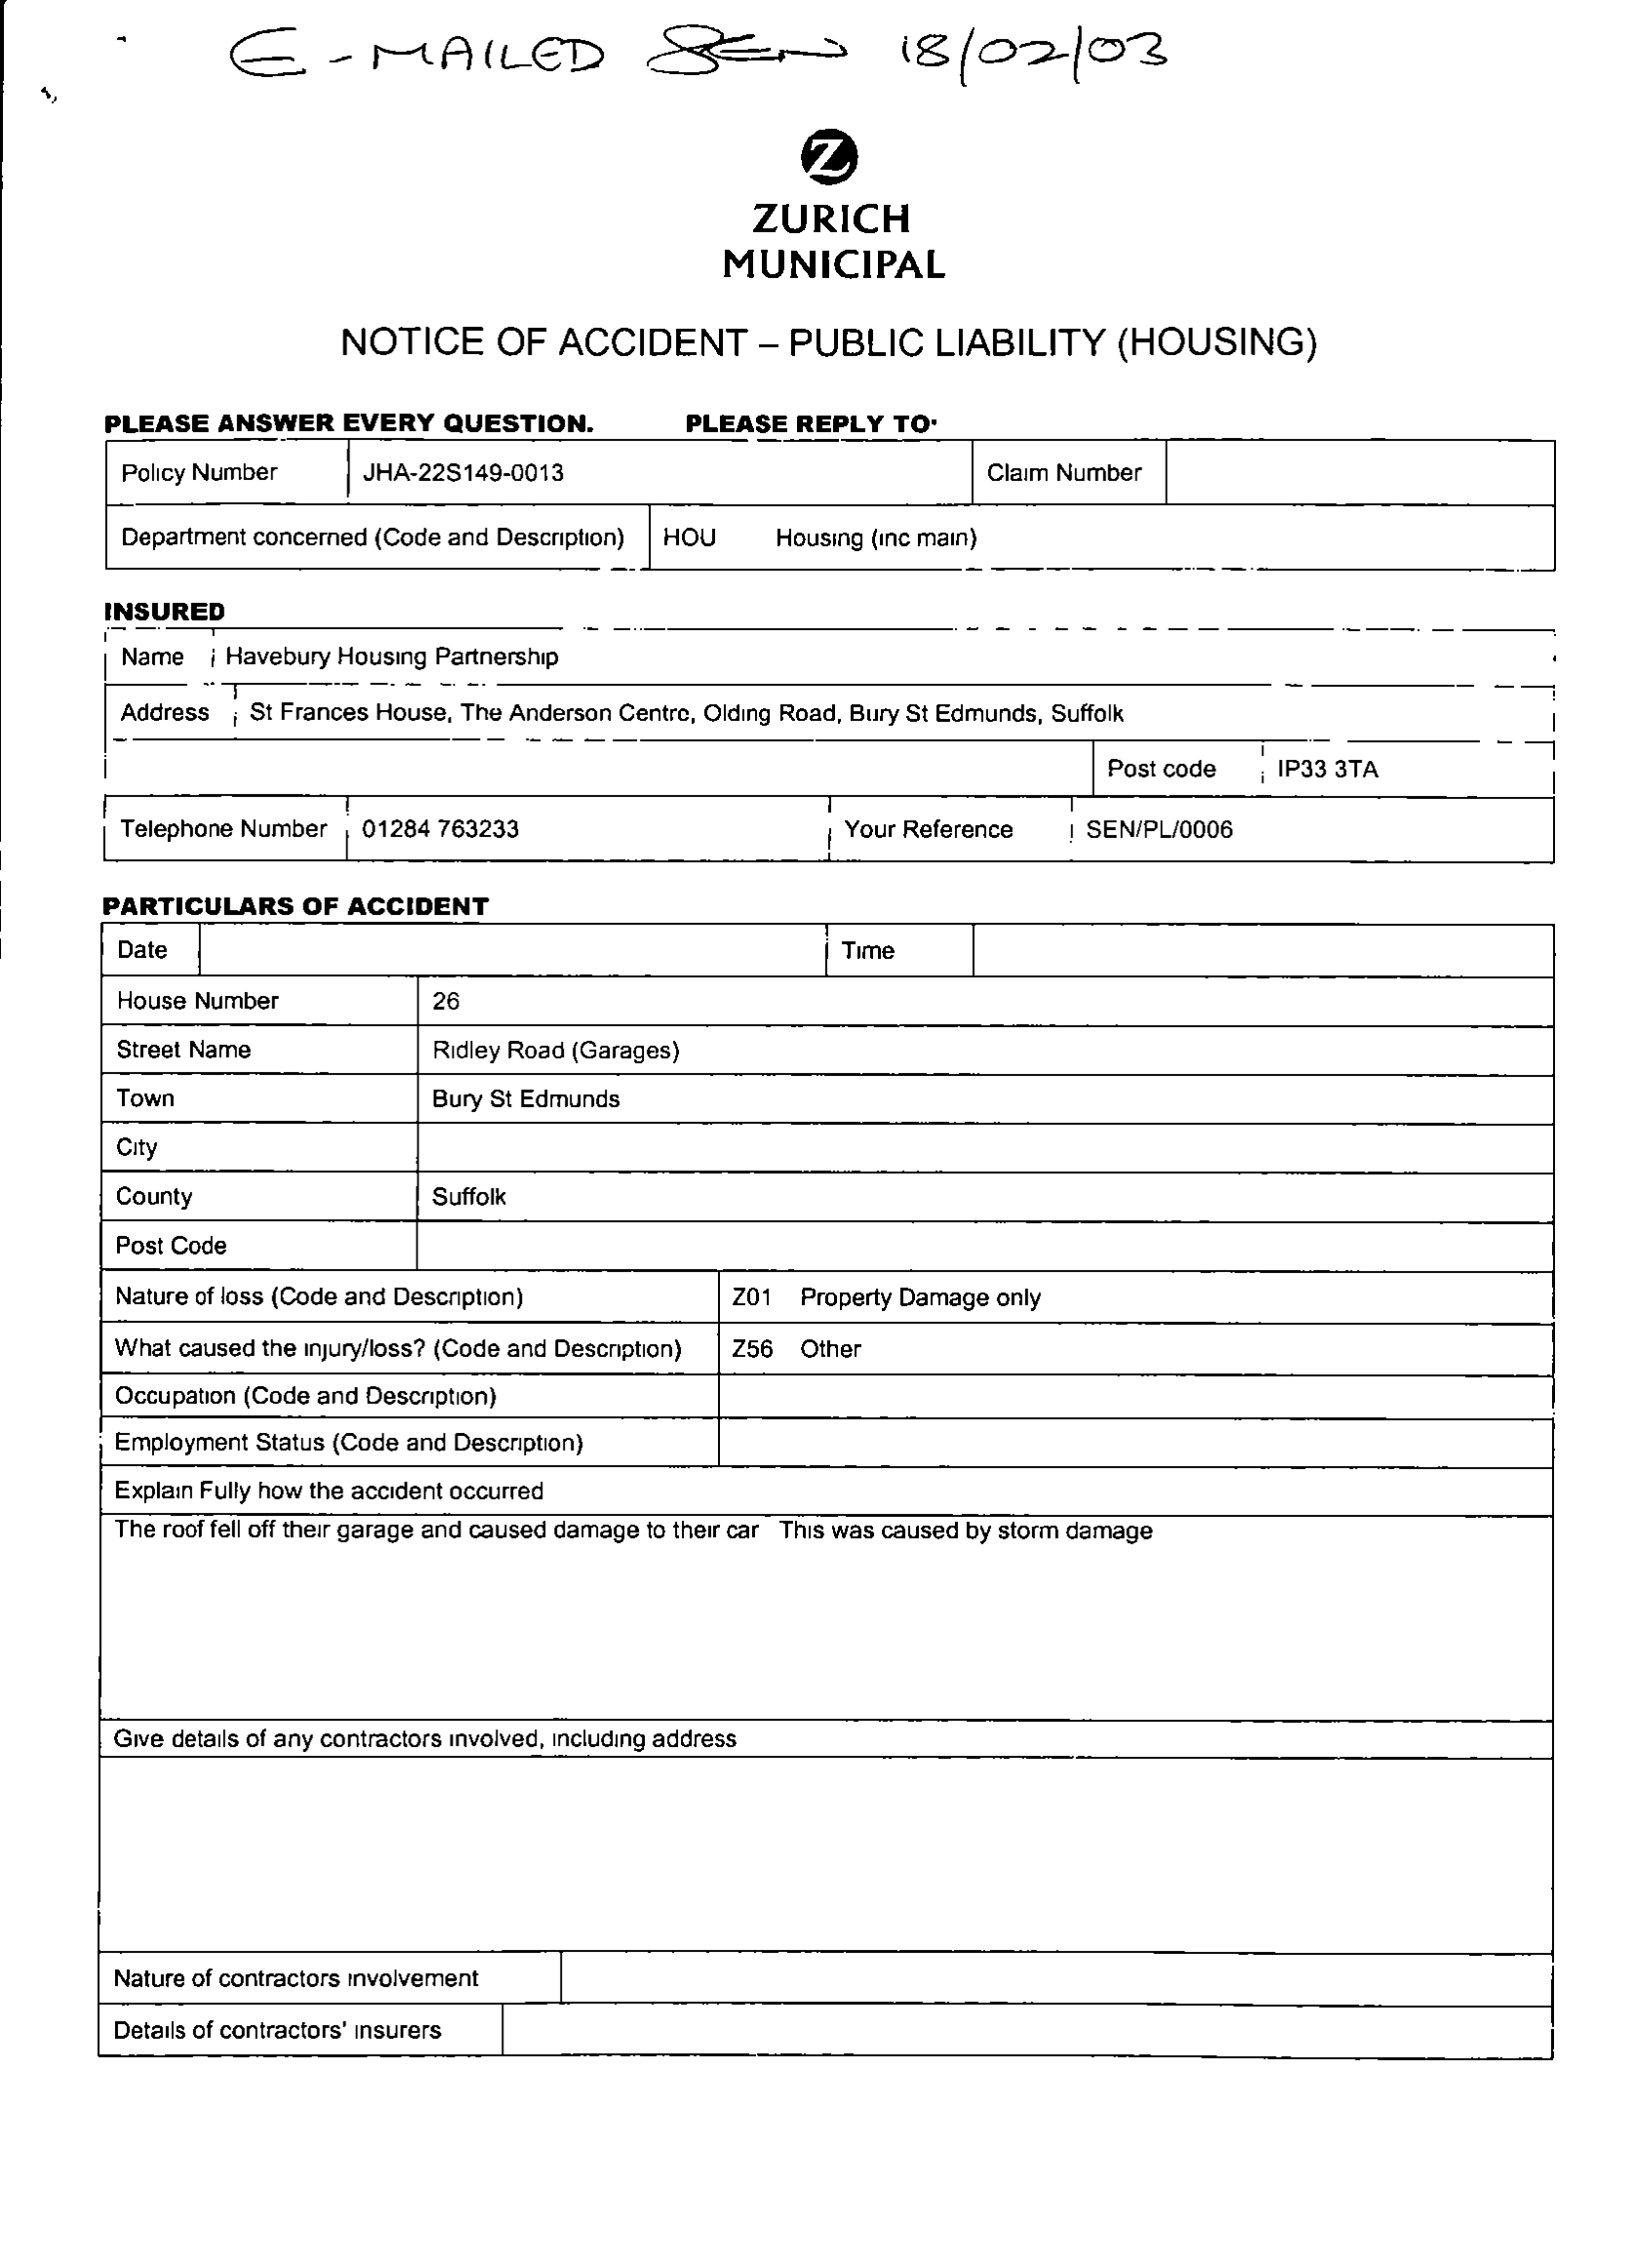 E-MAILED SEN 18/02/03
Z
ZURICH
MUNICIPAL
NOTICE OF ACCIDENT – PUBLIC LIABILITY (HOUSING)
PLEASE ANSWER EVERY QUESTION. PLEASE REPLY TO:
Policy Number JHA-22S149-0013 Claim Number
Department concerned (Code and Description) HOU Housing (inc main)
INSURED
Name Havebury Housing Partnership
Address St Frances House, The Anderson Centre, Olding Road, Bury St Edmunds, Suffolk
Post code IP33 3TA
Telephone Number 01284 763233 Your Reference SEN/PL/0006
PARTICULARS OF ACCIDENT
Date Time
House Number 26
Street Name Ridley Road (Garages)
Town Bury St Edmunds
City
County Suffolk
Post Code
Nature of loss (Code and Description) Z01 Property Damage only
What caused the injury/loss? (Code and Description) Z56 Other
Occupation (Code and Description)
Employment Status (Code and Description)
Explain Fully how the accident occurred
The roof fell off their garage and caused damage to their car This was caused by storm damage
Give details of any contractors involved, including address
Nature of contractors involvement
Details of contractors' insurers